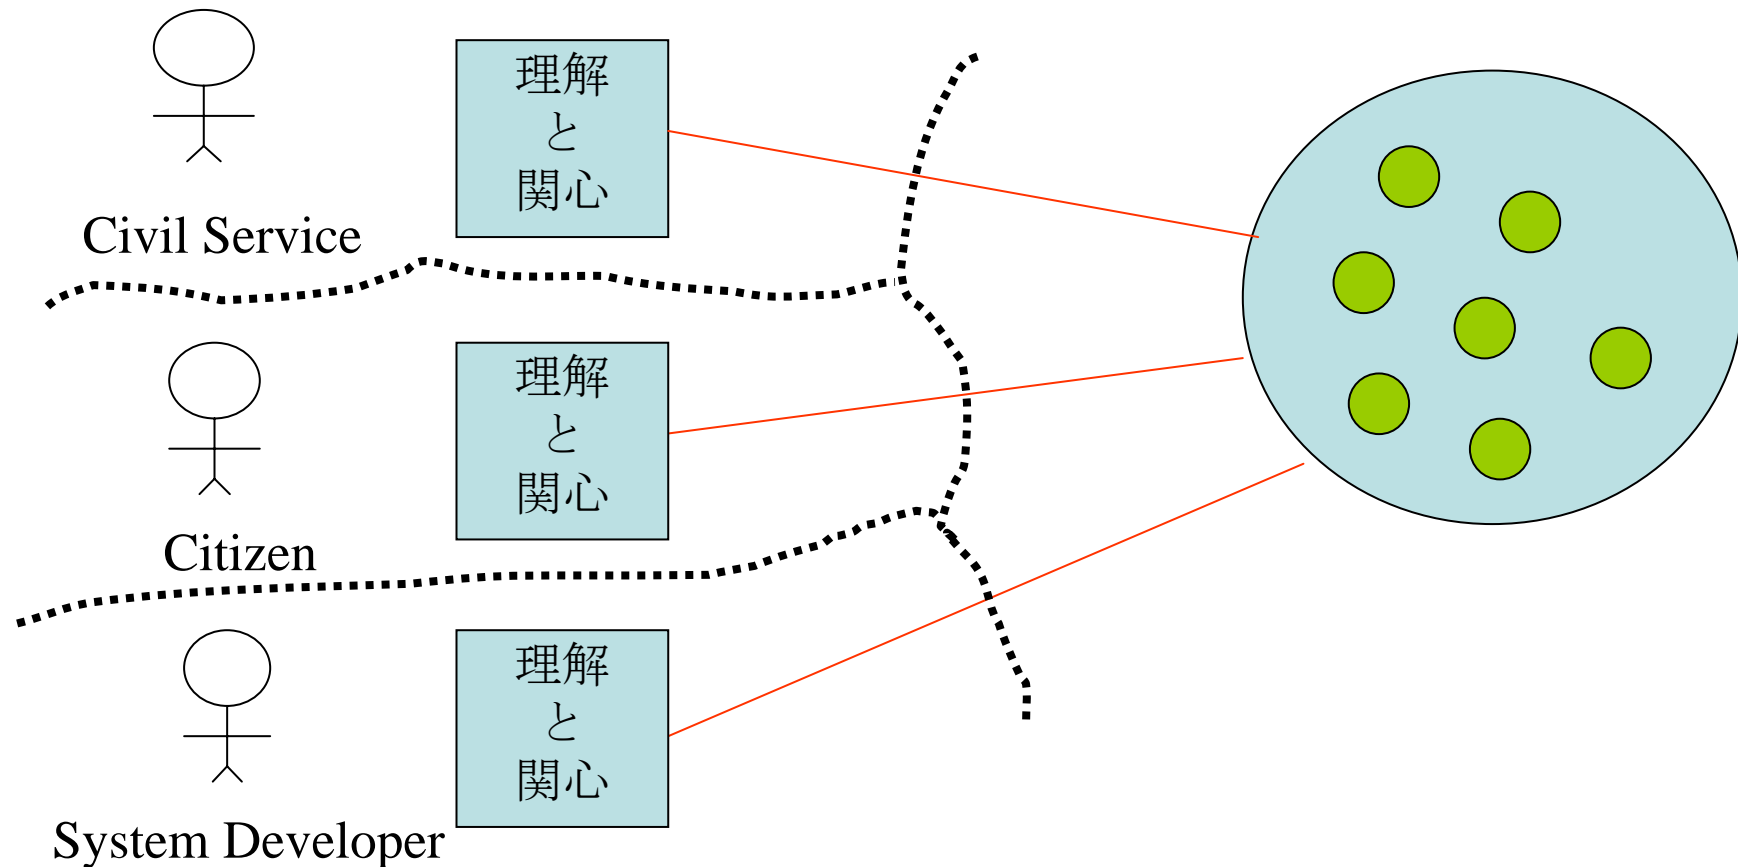 理解
と
関心
Civil Service
理解
と
関心
Citizen
理解
と
関心
System Developer